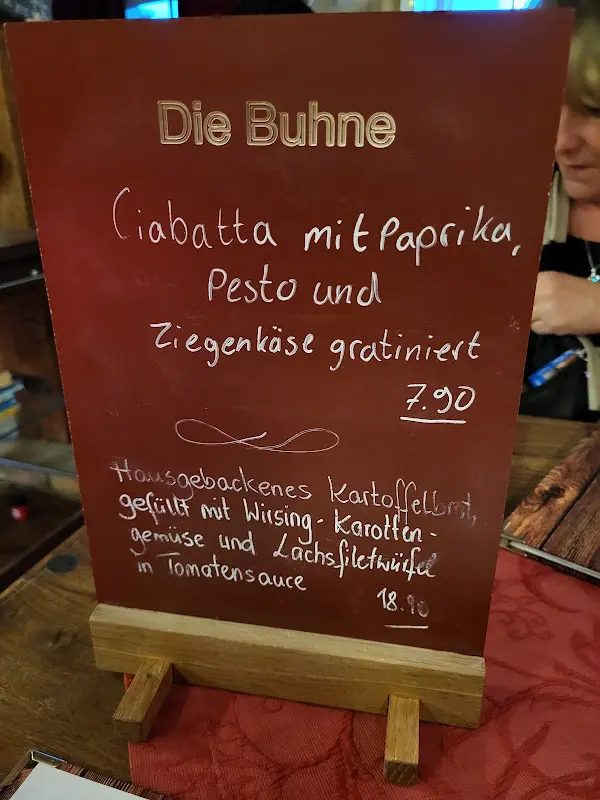 Die Buhne
Ciabatta mit Paprika,
Pesto und
Ziegenkäse gratiniert
7.90
Hausgebackenes Kartoffelbrot,
gefüllt mit Wirsing-Karotten-
gemüse und Lachsfiletwürfel
in Tomatensauce
18.90